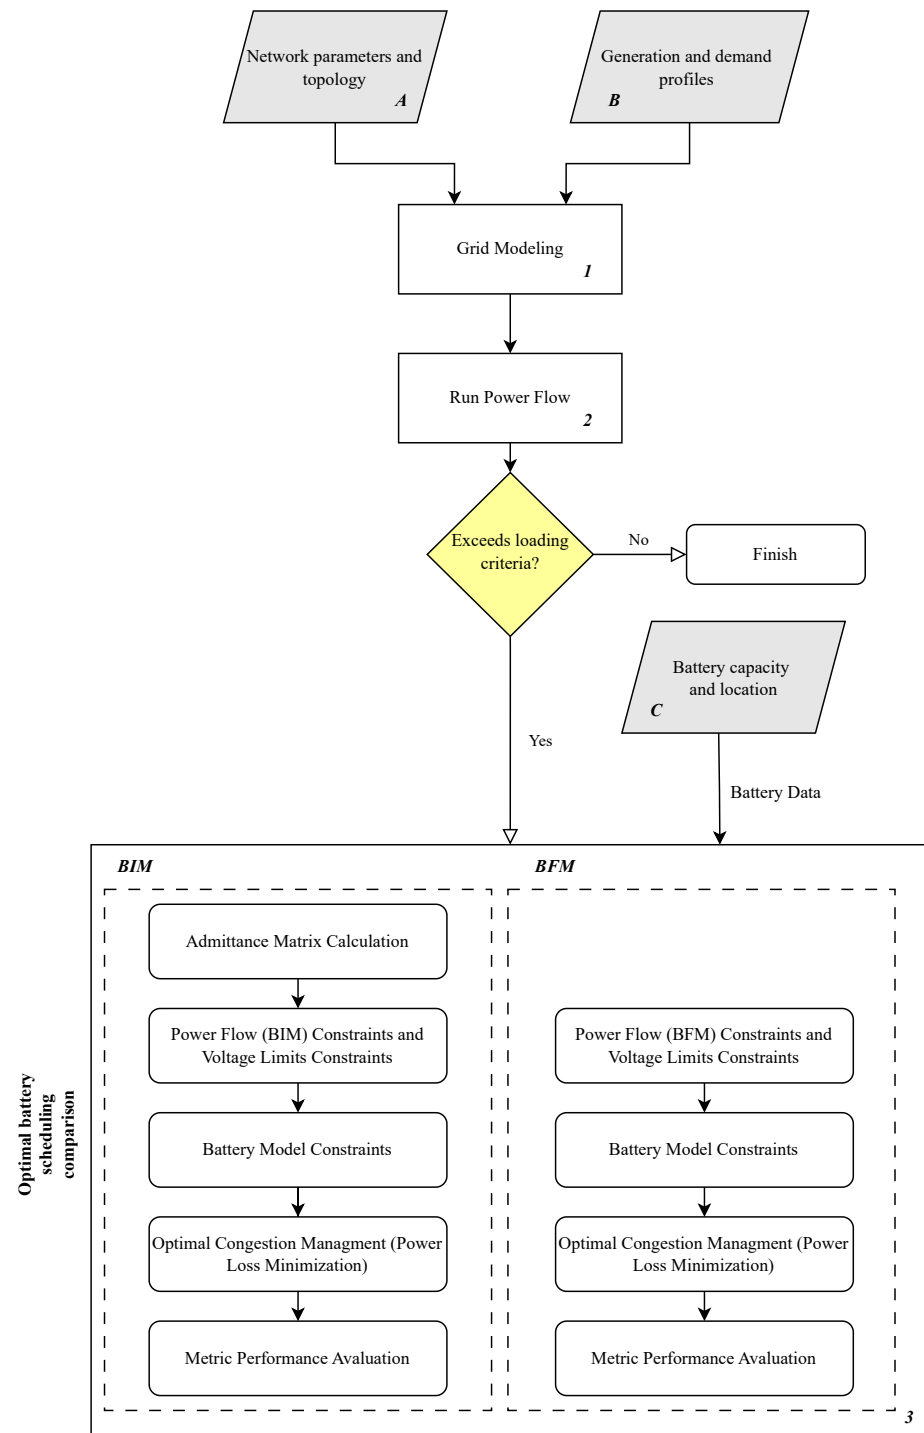 Network parameters and
topology
A
Generation and demand
profiles
B
Grid Modeling
1
Run Power Flow
2
Exceeds loading
criteria?
No
Finish
Battery capacity
and location
C
Yes
Battery Data
Optimal battery
scheduling
comparison
BIM
Admittance Matrix Calculation
Power Flow (BIM) Constraints and
Voltage Limits Constraints
Battery Model Constraints
Optimal Congestion Managment (Power
Loss Minimization)
Metric Performance Evaluation
BFM
Power Flow (BFM) Constraints and
Voltage Limits Constraints
Battery Model Constraints
Optimal Congestion Managment (Power
Loss Minimization)
Metric Performance Evaluation
3